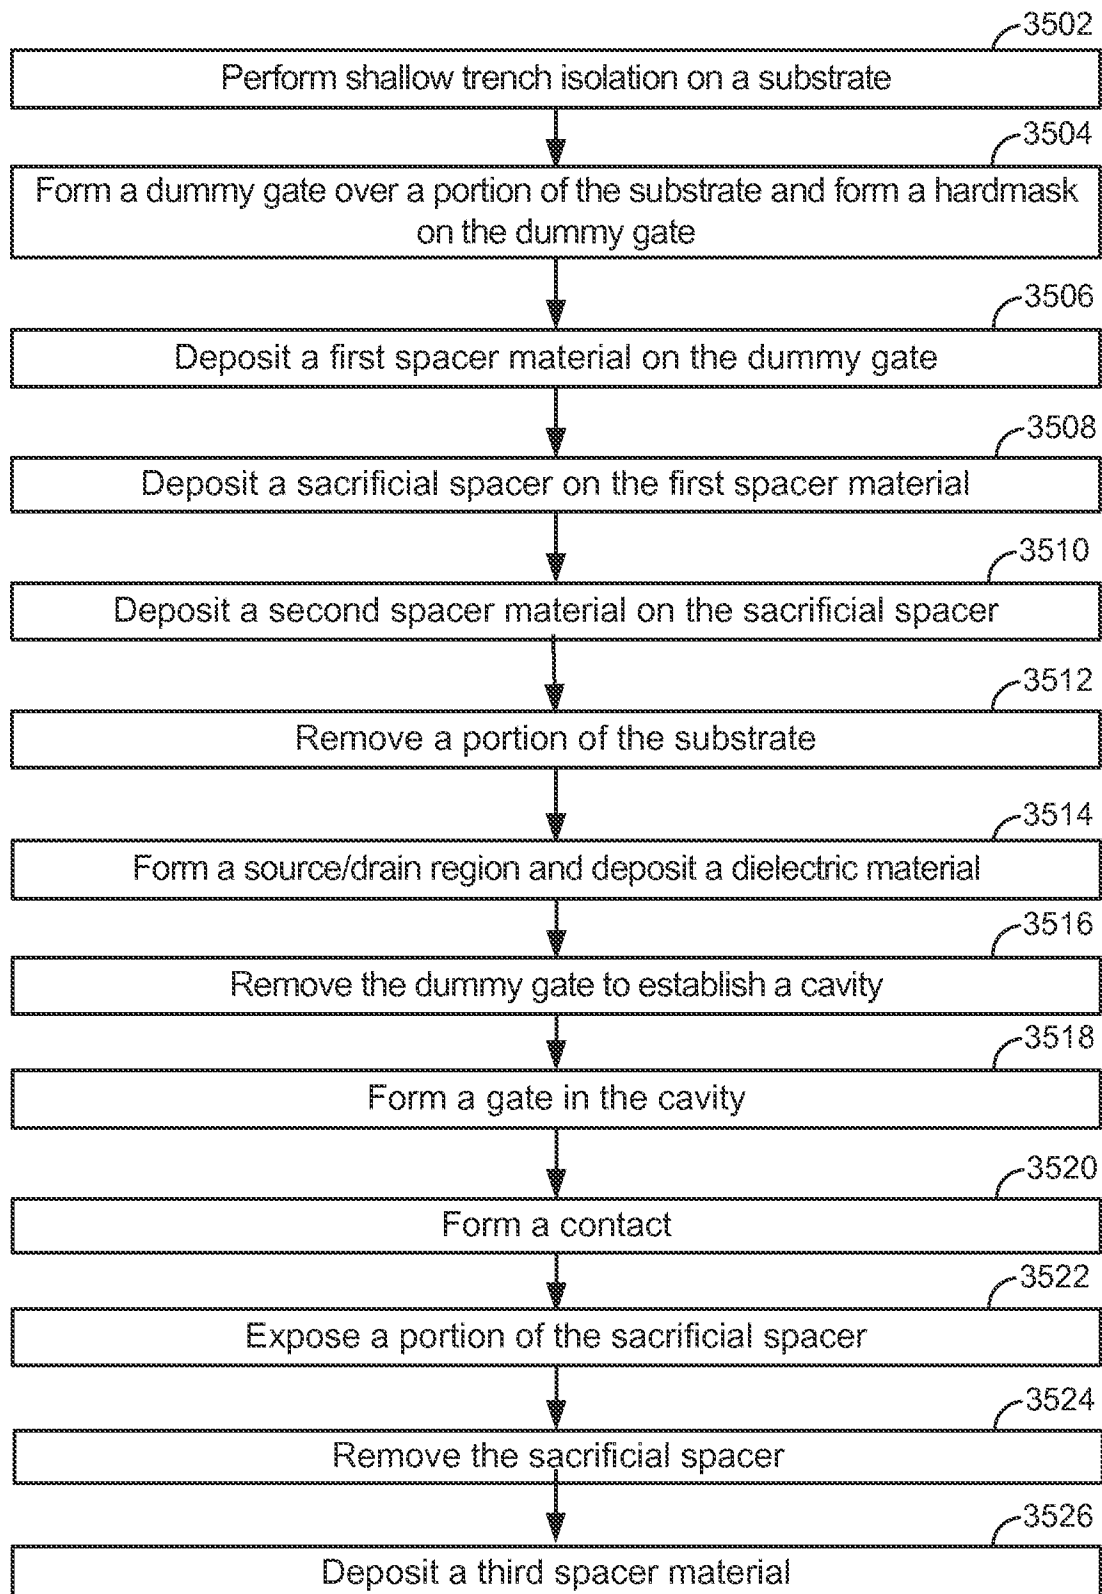 3502
Perform shallow trench isolation on a substrate
3504
Form a dummy gate over a portion of the substrate and form a hardmask
on the dummy gate
3506
Deposit a first spacer material on the dummy gate
3508
Deposit a sacrificial spacer on the first spacer material
3510
Deposit a second spacer material on the sacrificial spacer
3512
Remove a portion of the substrate
3514
Form a source/drain region and deposit a dielectric material
3516
Remove the dummy gate to establish a cavity
3518
Form a gate in the cavity
3520
Form a contact
3522
Expose a portion of the sacrificial spacer
3524
Remove the sacrificial spacer
3526
Deposit a third spacer material